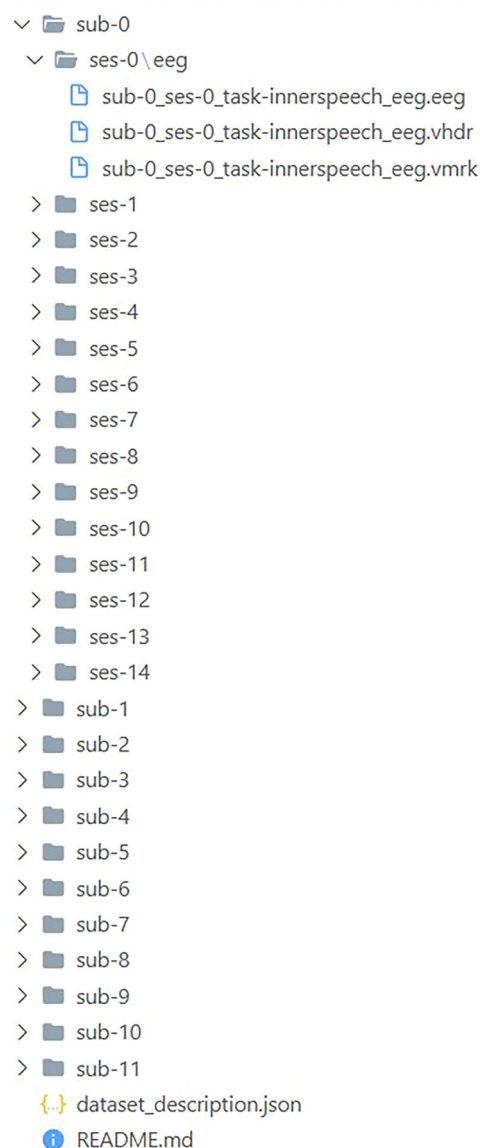 sub-0
ses-0\eeg
sub-0_ses-0_task-innerspeech_eeg.eeg
sub-0_ses-0_task-innerspeech_eeg.vhdr
sub-0_ses-0_task-innerspeech_eeg.vmrk
ses-1
ses-2
ses-3
ses-4
ses-5
ses-6
ses-7
ses-8
ses-9
ses-10
ses-11
ses-12
ses-13
ses-14
sub-1
sub-2
sub-3
sub-4
sub-5
sub-6
sub-7
sub-8
sub-9
sub-10
sub-11
dataset_description.json
README.md